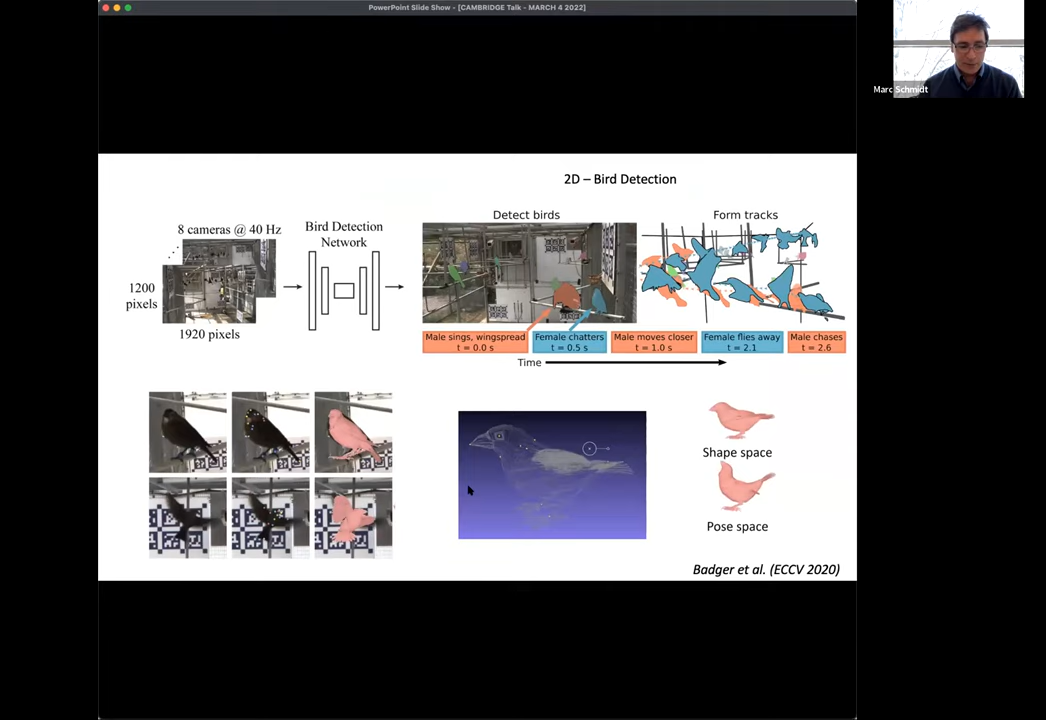 PowerPoint Slide Show - [CAMBRIDGE Talk - MARCH 4 2022]
Marc Schmidt
2D – Bird Detection
8 cameras @ 40 Hz
1200
pixels
1920 pixels
Bird Detection
Network
Detect birds
Form tracks
Male sings, wingspread
t = 0.0 s
Female chatters
t = 0.5 s
Male moves closer
t = 1.0 s
Female flies away
t = 2.1
Male chases
t = 2.6
Time
Shape space
Pose space
Badger et al. (ECCV 2020)